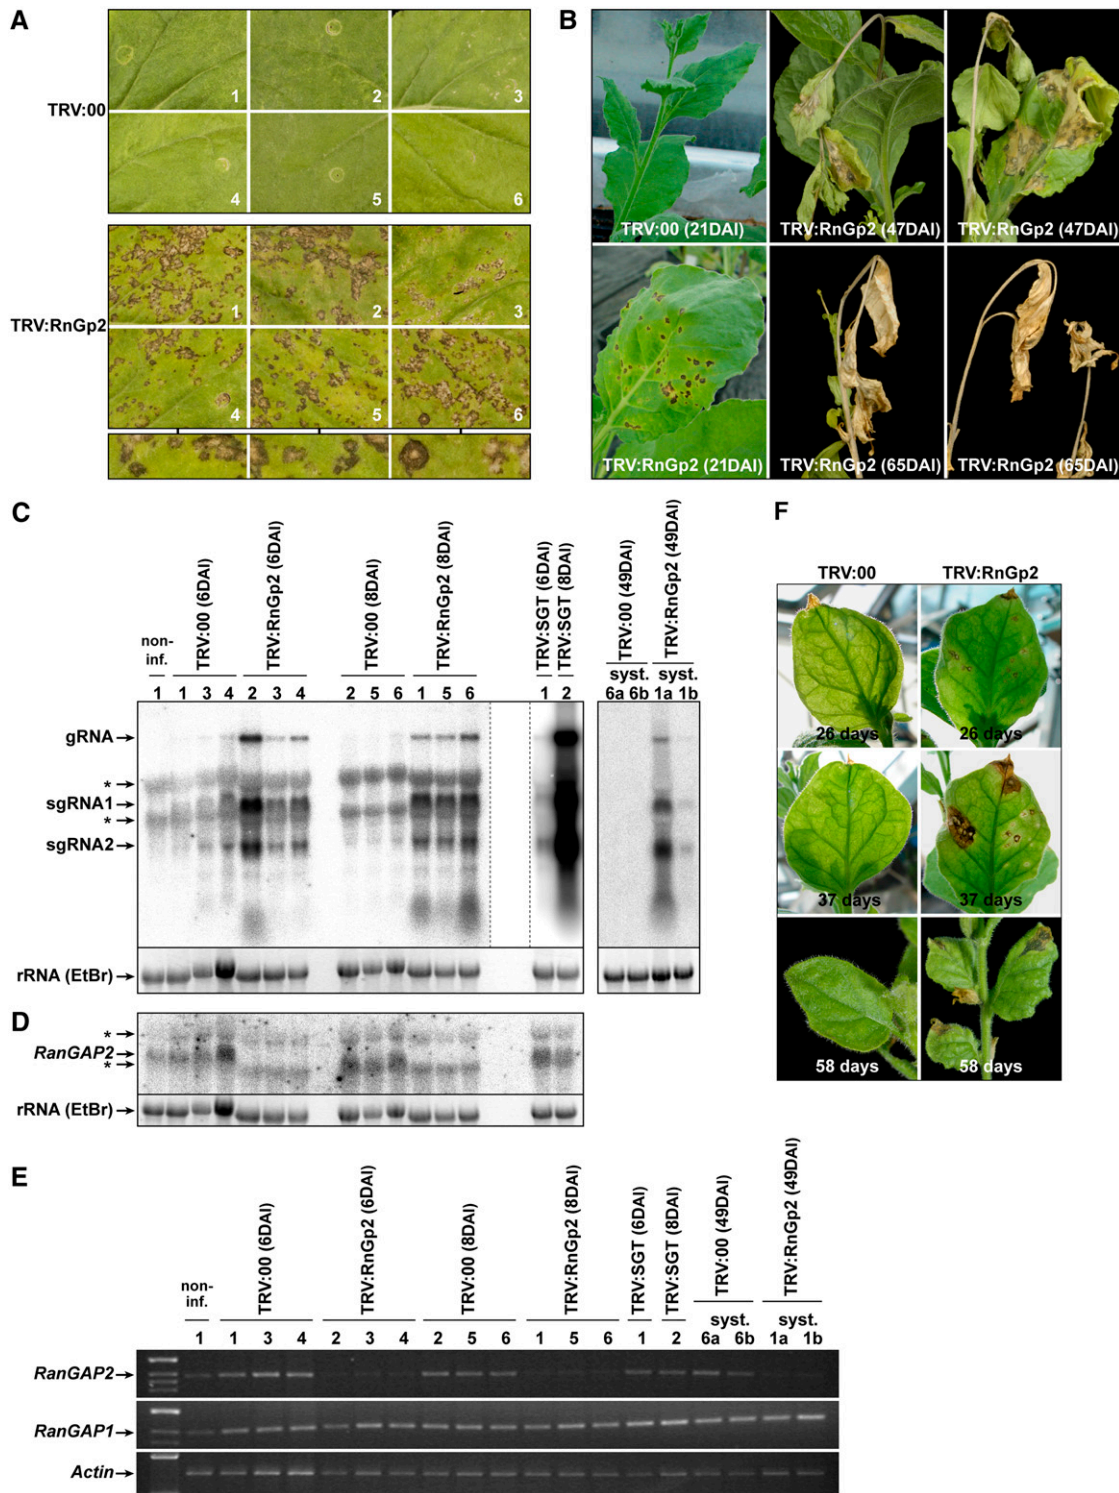 A
TRV:00
1
2
3
4
5
6
TRV:RnGp2
1
2
3
4
5
6
B
TRV:00 (21DAI)
TRV:RnGp2 (47DAI)
TRV:RnGp2 (47DAI)
TRV:RnGp2 (21DAI)
TRV:RnGp2 (65DAI)
TRV:RnGp2 (65DAI)
C
non-
inf.
TRV:00 (6DAI)
TRV:RnGp2 (6DAI)
TRV:00 (8DAI)
TRV:RnGp2 (8DAI)
TRV:SGT (6DAI)
TRV:SGT (8DAI)
TRV:00 (49DAI)
TRV:RnGp2 (49DAI)
syst.
syst.
1 1 3 4 2 3 4 2 5 6 1 5 6 1 2 6a 6b 1a 1b
gRNA
*
sgRNA1
*
sgRNA2
rRNA (EtBr)
D
*
RanGAP2
*
rRNA (EtBr)
F
TRV:00
TRV:RnGp2
26 days
26 days
37 days
37 days
58 days
58 days
E
non-
inf.
TRV:00 (6DAI)
TRV:RnGp2 (6DAI)
TRV:00 (8DAI)
TRV:RnGp2 (8DAI)
TRV:SGT (6DAI)
TRV:SGT (8DAI)
TRV:00 (49DAI)
TRV:RnGp2 (49DAI)
syst.
syst.
1 1 3 4 2 3 4 2 5 6 1 5 6 1 2 6a 6b 1a 1b
RanGAP2
RanGAP1
Actin